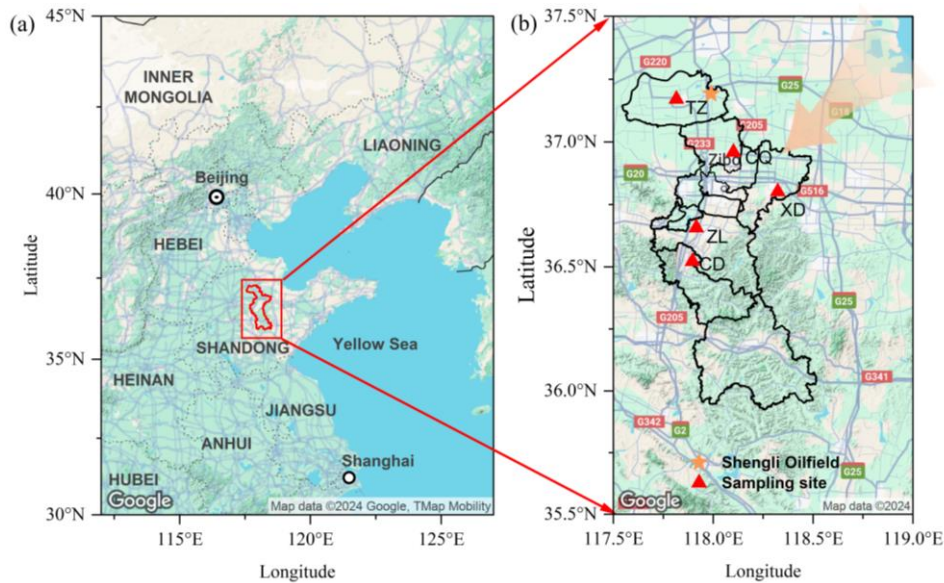 (a)
45°N
40°N
35°N
30°N
Latitude
INNER
MONGOLIA
LIAONING
Beijing
HEBEI
SHANDONG
Yellow Sea
HEINAN
JIANGSU
ANHUI
Shanghai
HUBEI
Google
Map data ©2024 Google, TMap Mobility
115°E
120°E
125°E
Longitude
(b)
37.5°N
37.0°N
36.5°N
36.0°N
35.5°N
Latitude
G220
G25
G18
TZ
G205
G233
Zibo
CQ
G20
G516
XD
ZL
CD
G25
G205
G341
G342
G2
Shengli Oilfield
G25
Sampling site
Google
Map data ©2024
117.5°E
118.0°E
118.5°E
119.0°E
Longitude